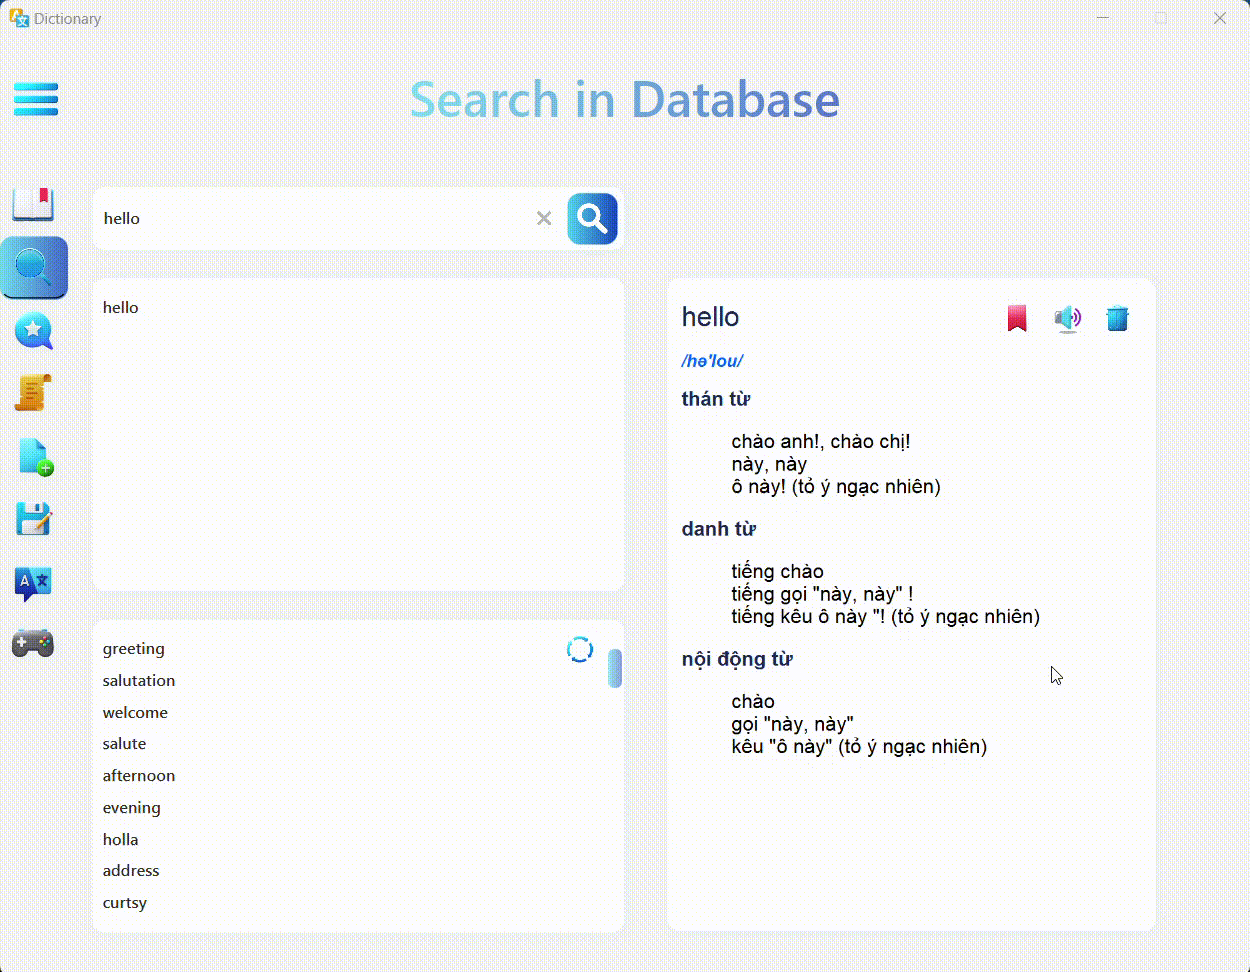 Dictionary
Search in Database
hello
hello
greeting
salutation
welcome
salute
afternoon
evening
holla
address
curtsy
hello
/hə'lou/
thán từ
chào anh!, chào chị!
này, này
ô này! (tỏ ý ngạc nhiên)
danh từ
tiếng chào
tiếng gọi "này, này" !
tiếng kêu ô này "! (tỏ ý ngạc nhiên)
nội động từ
chào
gọi "này, này"
kêu "ô này" (tỏ ý ngạc nhiên)